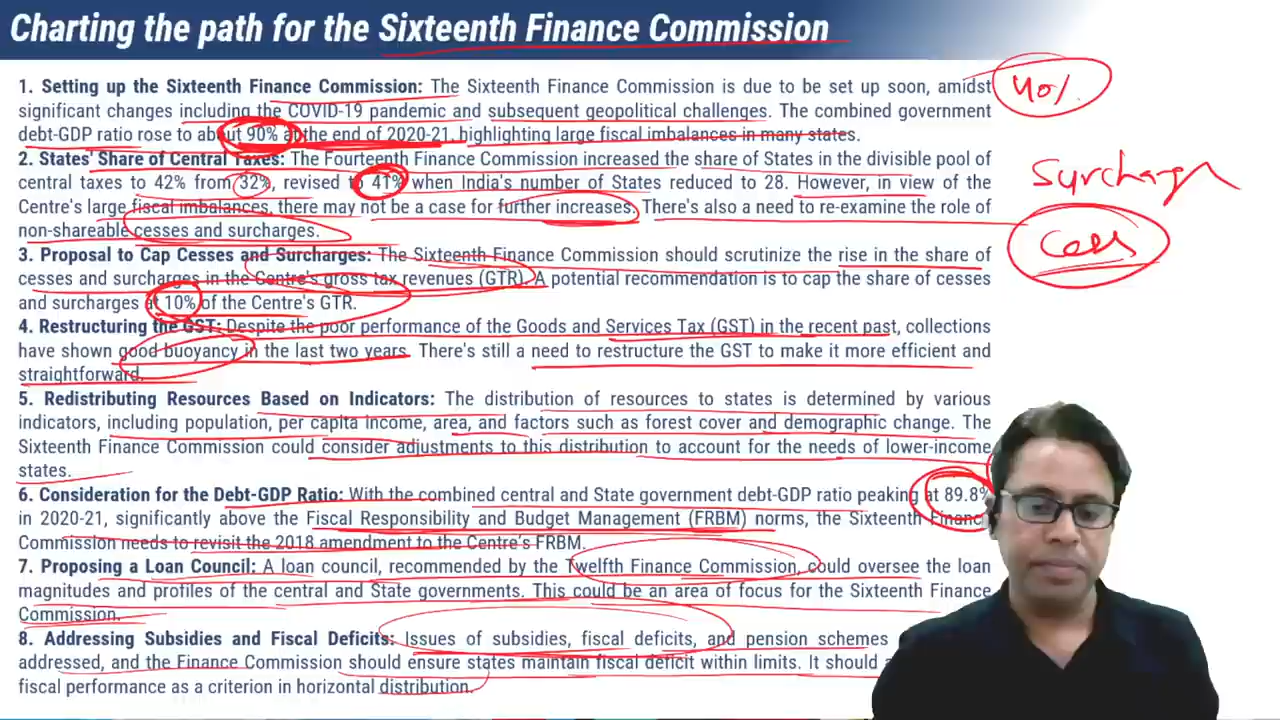 Charting the path for the Sixteenth Finance Commission
1. Setting up the Sixteenth Finance Commission: The Sixteenth Finance Commission is due to be set up soon, amidst
significant changes including the COVID-19 pandemic and subsequent geopolitical challenges. The combined government
debt-GDP ratio rose to about 90% at the end of 2020-21, highlighting large fiscal imbalances in many states.
2. States' Share of Central Taxes: The Fourteenth Finance Commission increased the share of States in the divisible pool of
central taxes to 42% from 32%, revised to 41% when India's number of States reduced to 28. However, in view of the
Centre's large fiscal imbalances, there may not be a case for further increases. There's also a need to re-examine the role of
non-shareable cesses and surcharges.
3. Proposal to Cap Cesses and Surcharges: The Sixteenth Finance Commission should scrutinize the rise in the share of
cesses and surcharges in the Centre's gross tax revenues (GTR). A potential recommendation is to cap the share of cesses
and surcharges at 10% of the Centre's GTR.
4. Restructuring the GST: Despite the poor performance of the Goods and Services Tax (GST) in the recent past, collections
have shown good buoyancy in the last two years. There's still a need to restructure the GST to make it more efficient and
straightforward.
5. Redistributing Resources Based on Indicators: The distribution of resources to states is determined by various
indicators, including population, per capita income, area, and factors such as forest cover and demographic change. The
Sixteenth Finance Commission could consider adjustments to this distribution to account for the needs of lower-income
states.
6. Consideration for the Debt-GDP Ratio: With the combined central and State government debt-GDP ratio peaking at 89.8%
in 2020-21, significantly above the Fiscal Responsibility and Budget Management (FRBM) norms, the Sixteenth
Commission needs to revisit the 2018 amendment to the Centre's FRBM.
7. Proposing a Loan Council: A loan council, recommended by the Twelfth Finance Commission, could oversee the loan
magnitudes and profiles of the central and State governments. This could be an area of focus for the Sixteenth Finance
Commission.
8. Addressing Subsidies and Fiscal Deficits: Issues of subsidies, fiscal deficits, and pension schemes
addressed, and the Finance Commission should ensure states maintain fiscal deficit within limits. It should
fiscal performance as a criterion in horizontal distribution.
40%
Surcharge
Cess